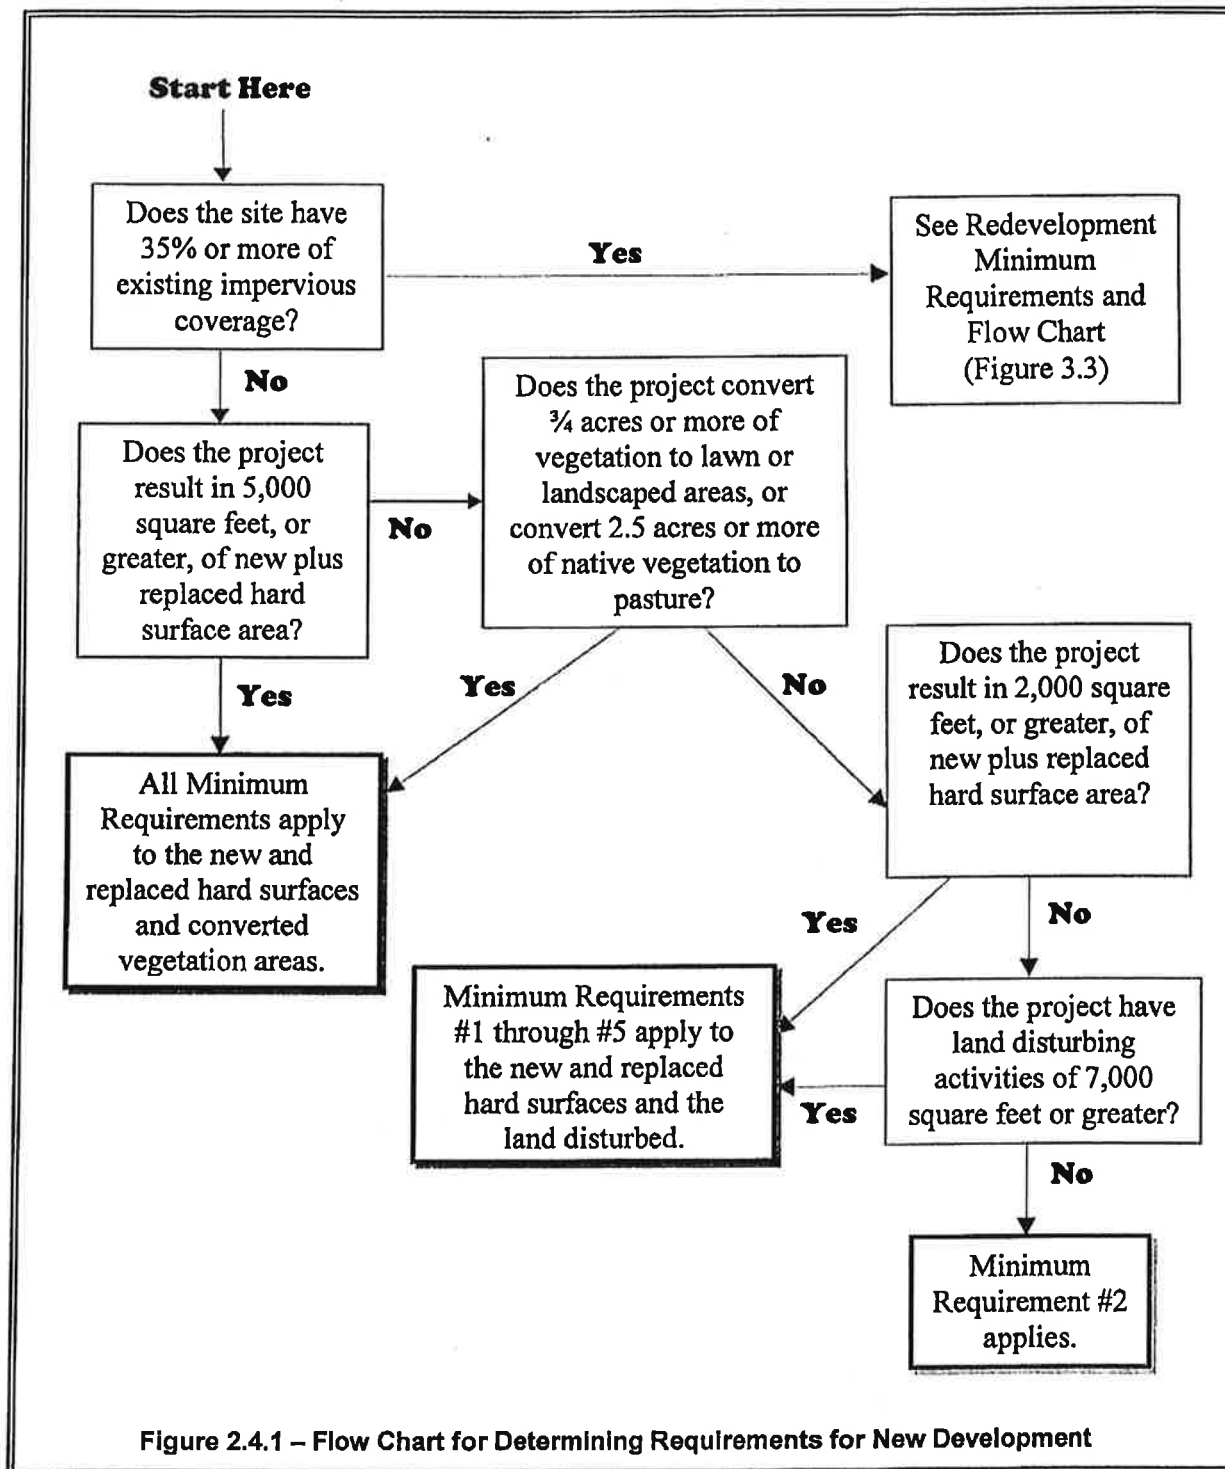 Start Here
Does the site have
35% or more of
existing impervious
coverage?
Yes
See Redevelopment
Minimum
Requirements and
Flow Chart
(Figure 3.3)
No
Does the project
result in 5,000
square feet, or
greater, of new plus
replaced hard
surface area?
No
Does the project convert
¾ acres or more of
vegetation to lawn or
landscaped areas, or
convert 2.5 acres or more
of native vegetation to
pasture?
Yes
Yes
No
Does the project
result in 2,000 square
feet, or greater, of
new plus replaced
hard surface area?
All Minimum
Requirements apply
to the new and
replaced hard surfaces
and converted
vegetation areas.
Yes
No
Minimum Requirements
#1 through #5 apply to
the new and replaced
hard surfaces and the
land disturbed.
Yes
Does the project have
land disturbing
activities of 7,000
square feet or greater?
No
Minimum
Requirement #2
applies.
Figure 2.4.1 – Flow Chart for Determining Requirements for New Development